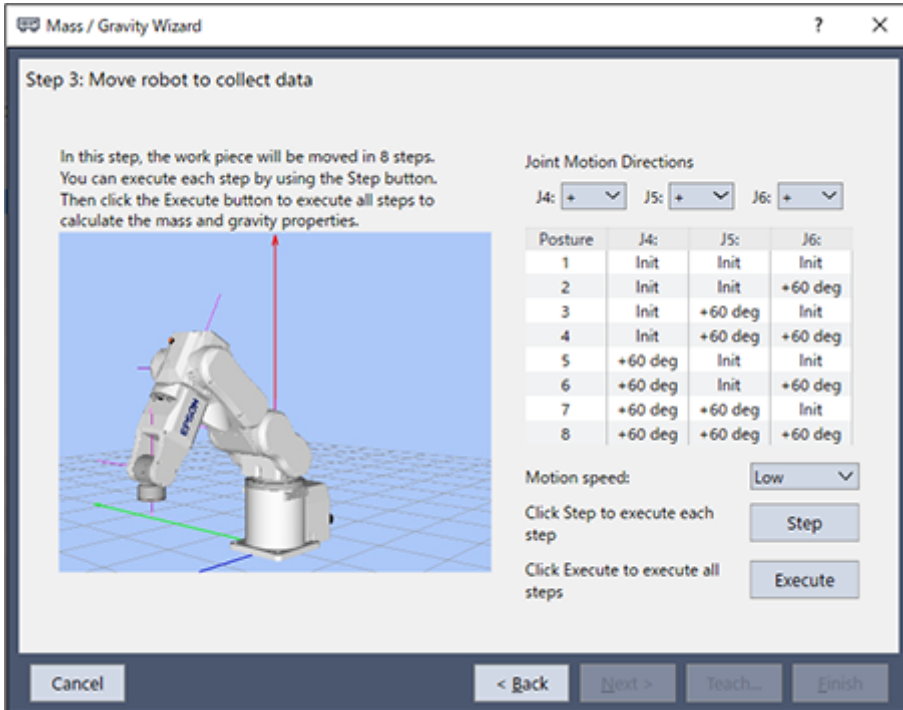 Mass / Gravity Wizard ? ×
Step 3: Move robot to collect data
In this step, the work piece will be moved in 8 steps.
You can execute each step by using the Step button.
Then click the Execute button to execute all steps to
calculate the mass and gravity properties.
EPSON
Joint Motion Directions
J4: + J5: + J6: +
Posture J4: J5: J6:
1 Init Init Init
2 Init Init +60 deg
3 Init +60 deg Init
4 Init +60 deg +60 deg
5 +60 deg Init Init
6 +60 deg Init +60 deg
7 +60 deg +60 deg Init
8 +60 deg +60 deg +60 deg
Motion speed: Low
Click Step to execute each
step
Step
Click Execute to execute all
steps
Execute
Cancel < Back Next > Teach... Finish